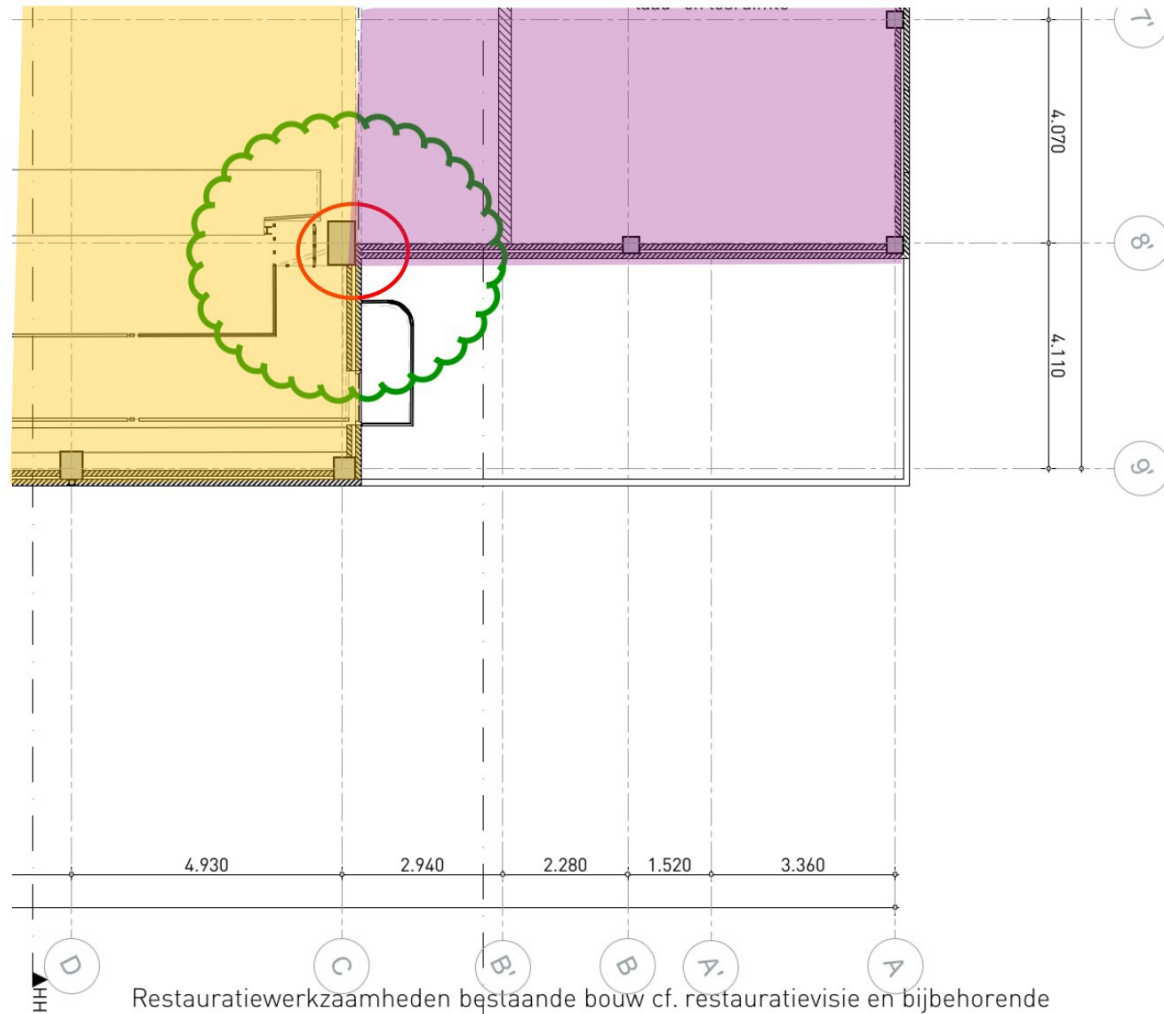 7'
4.070
8'
4.110
9'
4.930 2.940 2.280 1.520 3.360
D C B' B A' A
HH
Restauratiewerkzaamheden bestaande bouw cf. restauratievisie en bijbehorende